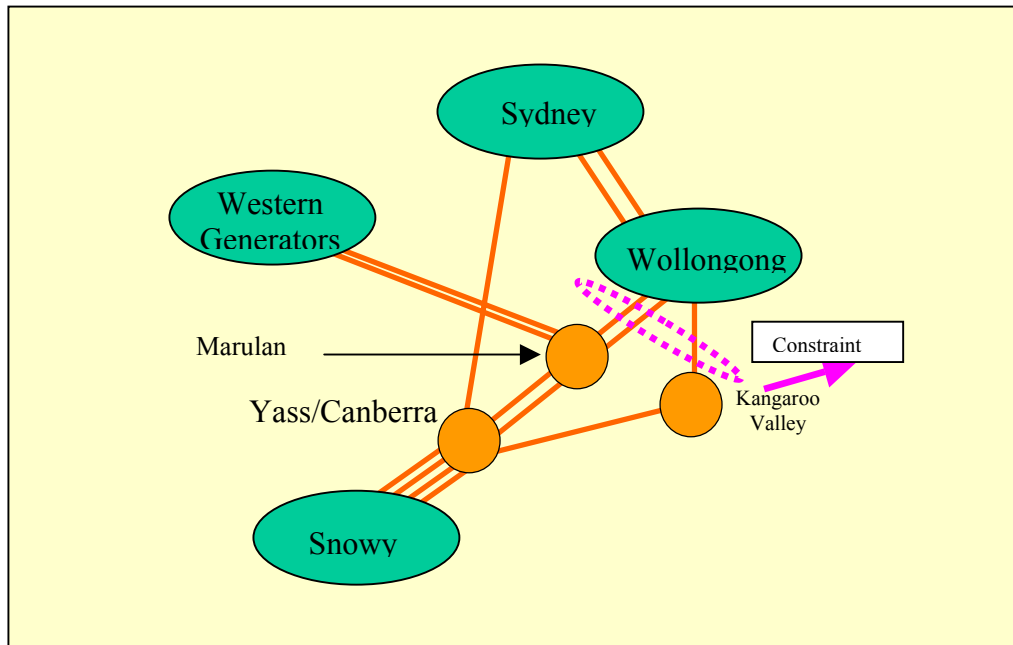 Sydney
Western
Generators
Wollongong
Marulan
Constraint
Yass/Canberra
Kangaroo
Valley
Snowy